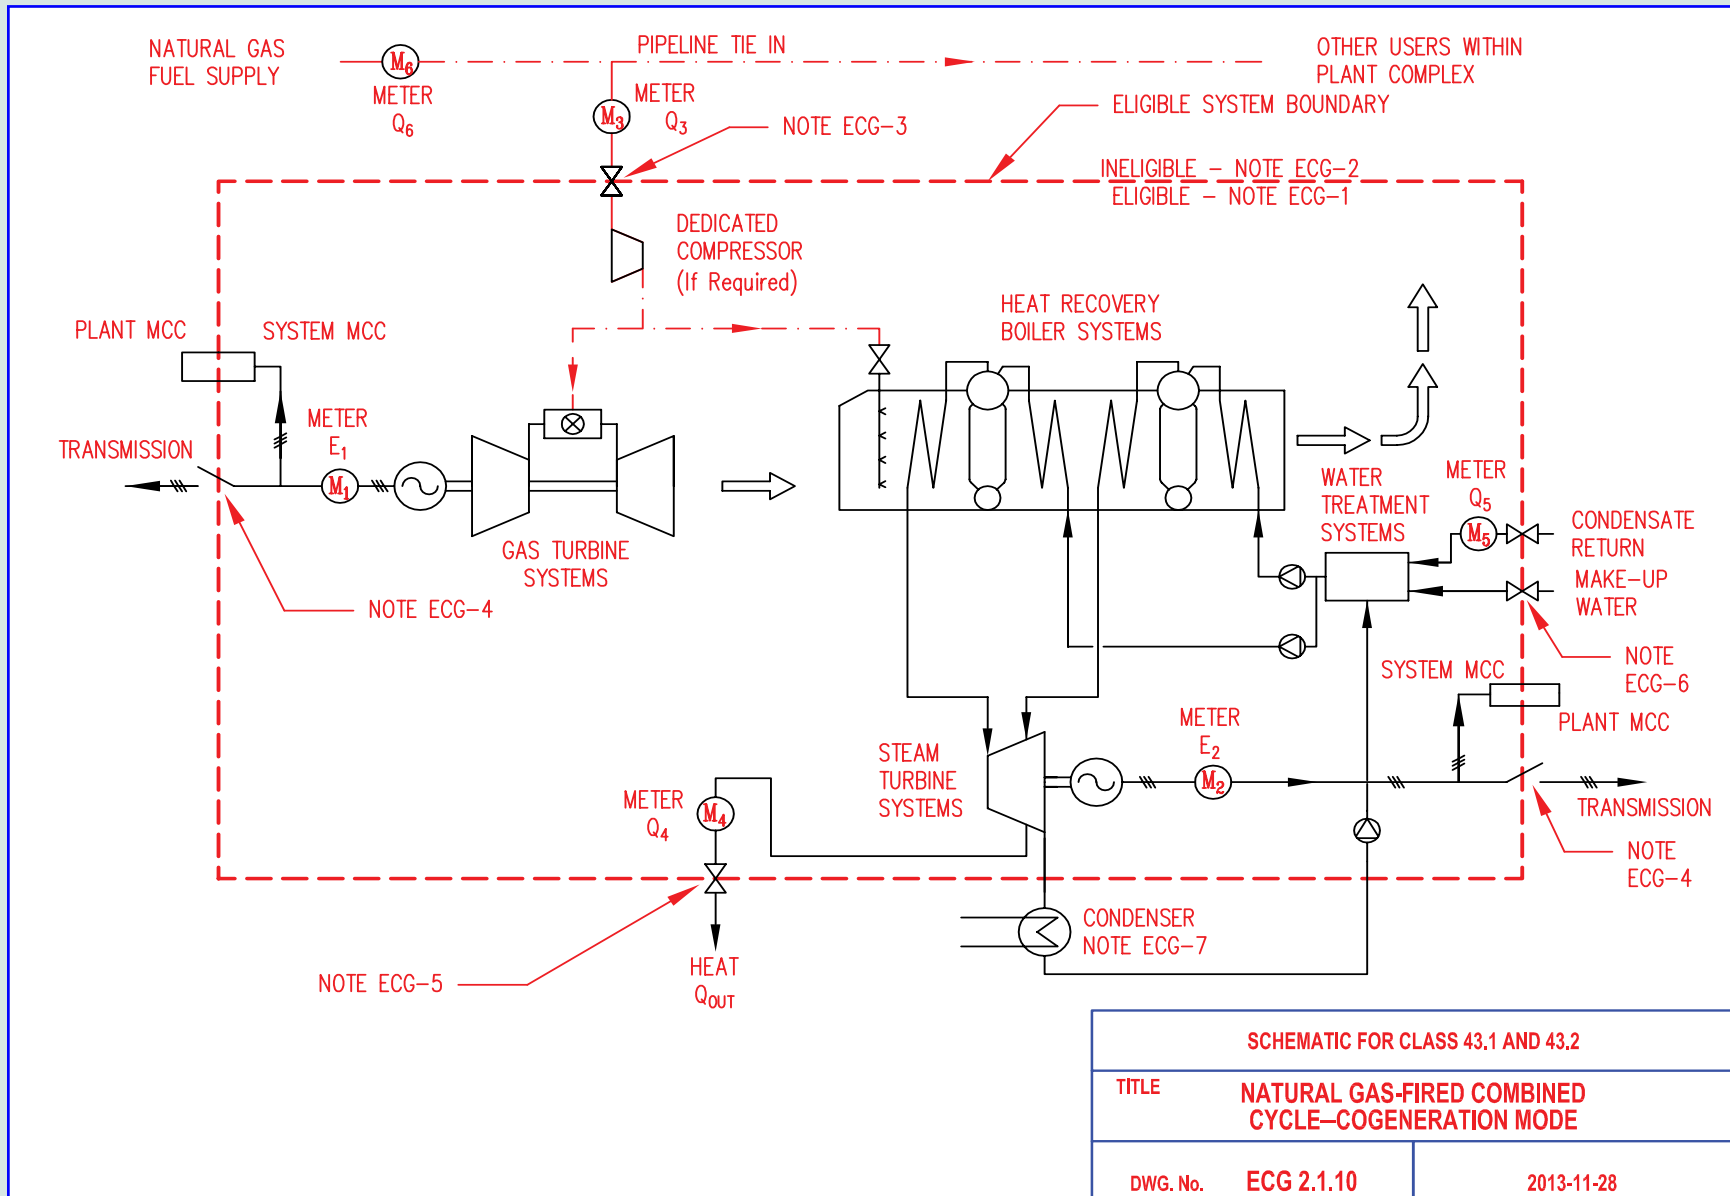 NATURAL GAS
FUEL SUPPLY
M6
METER
Q6
PIPELINE TIE IN
OTHER USERS WITHIN
PLANT COMPLEX
METER
Q3
M3
NOTE ECG-3
ELIGIBLE SYSTEM BOUNDARY
INELIGIBLE - NOTE ECG-2
ELIGIBLE - NOTE ECG-1
DEDICATED
COMPRESSOR
(If Required)
HEAT RECOVERY
BOILER SYSTEMS
PLANT MCC
SYSTEM MCC
METER
E1
M1
TRANSMISSION
GAS TURBINE
SYSTEMS
NOTE ECG-4
WATER
TREATMENT
SYSTEMS
METER
Q5
M5
CONDENSATE
RETURN
MAKE-UP
WATER
NOTE
ECG-6
SYSTEM MCC
PLANT MCC
METER
E2
M2
STEAM
TURBINE
SYSTEMS
TRANSMISSION
NOTE
ECG-4
METER
Q4
M4
CONDENSER
NOTE ECG-7
HEAT
QOUT
NOTE ECG-5
SCHEMATIC FOR CLASS 43.1 AND 43.2
TITLE
NATURAL GAS-FIRED COMBINED
CYCLE–COGENERATION MODE
DWG. No. ECG 2.1.10
2013-11-28